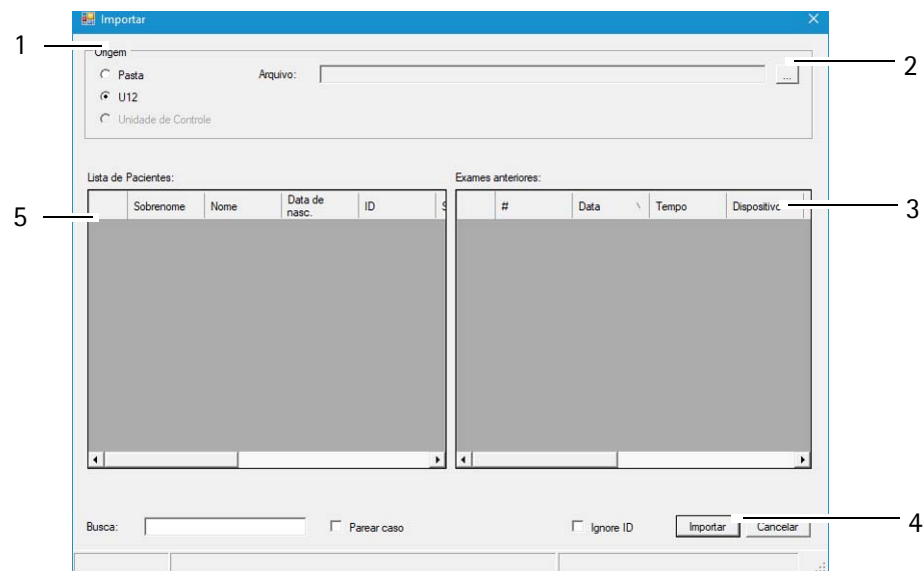 Importar
1
Origem
2
Pasta
Arquivo:
...
U12
Unidade de Controle
Lista de Pacientes:
Exames anteriores:
5
Sobrenome Nome Data de nasc. ID S
# Data \ Tempo Dispositivo
3
Busca:
Parear caso
Ignore ID
Importar
Cancelar
4